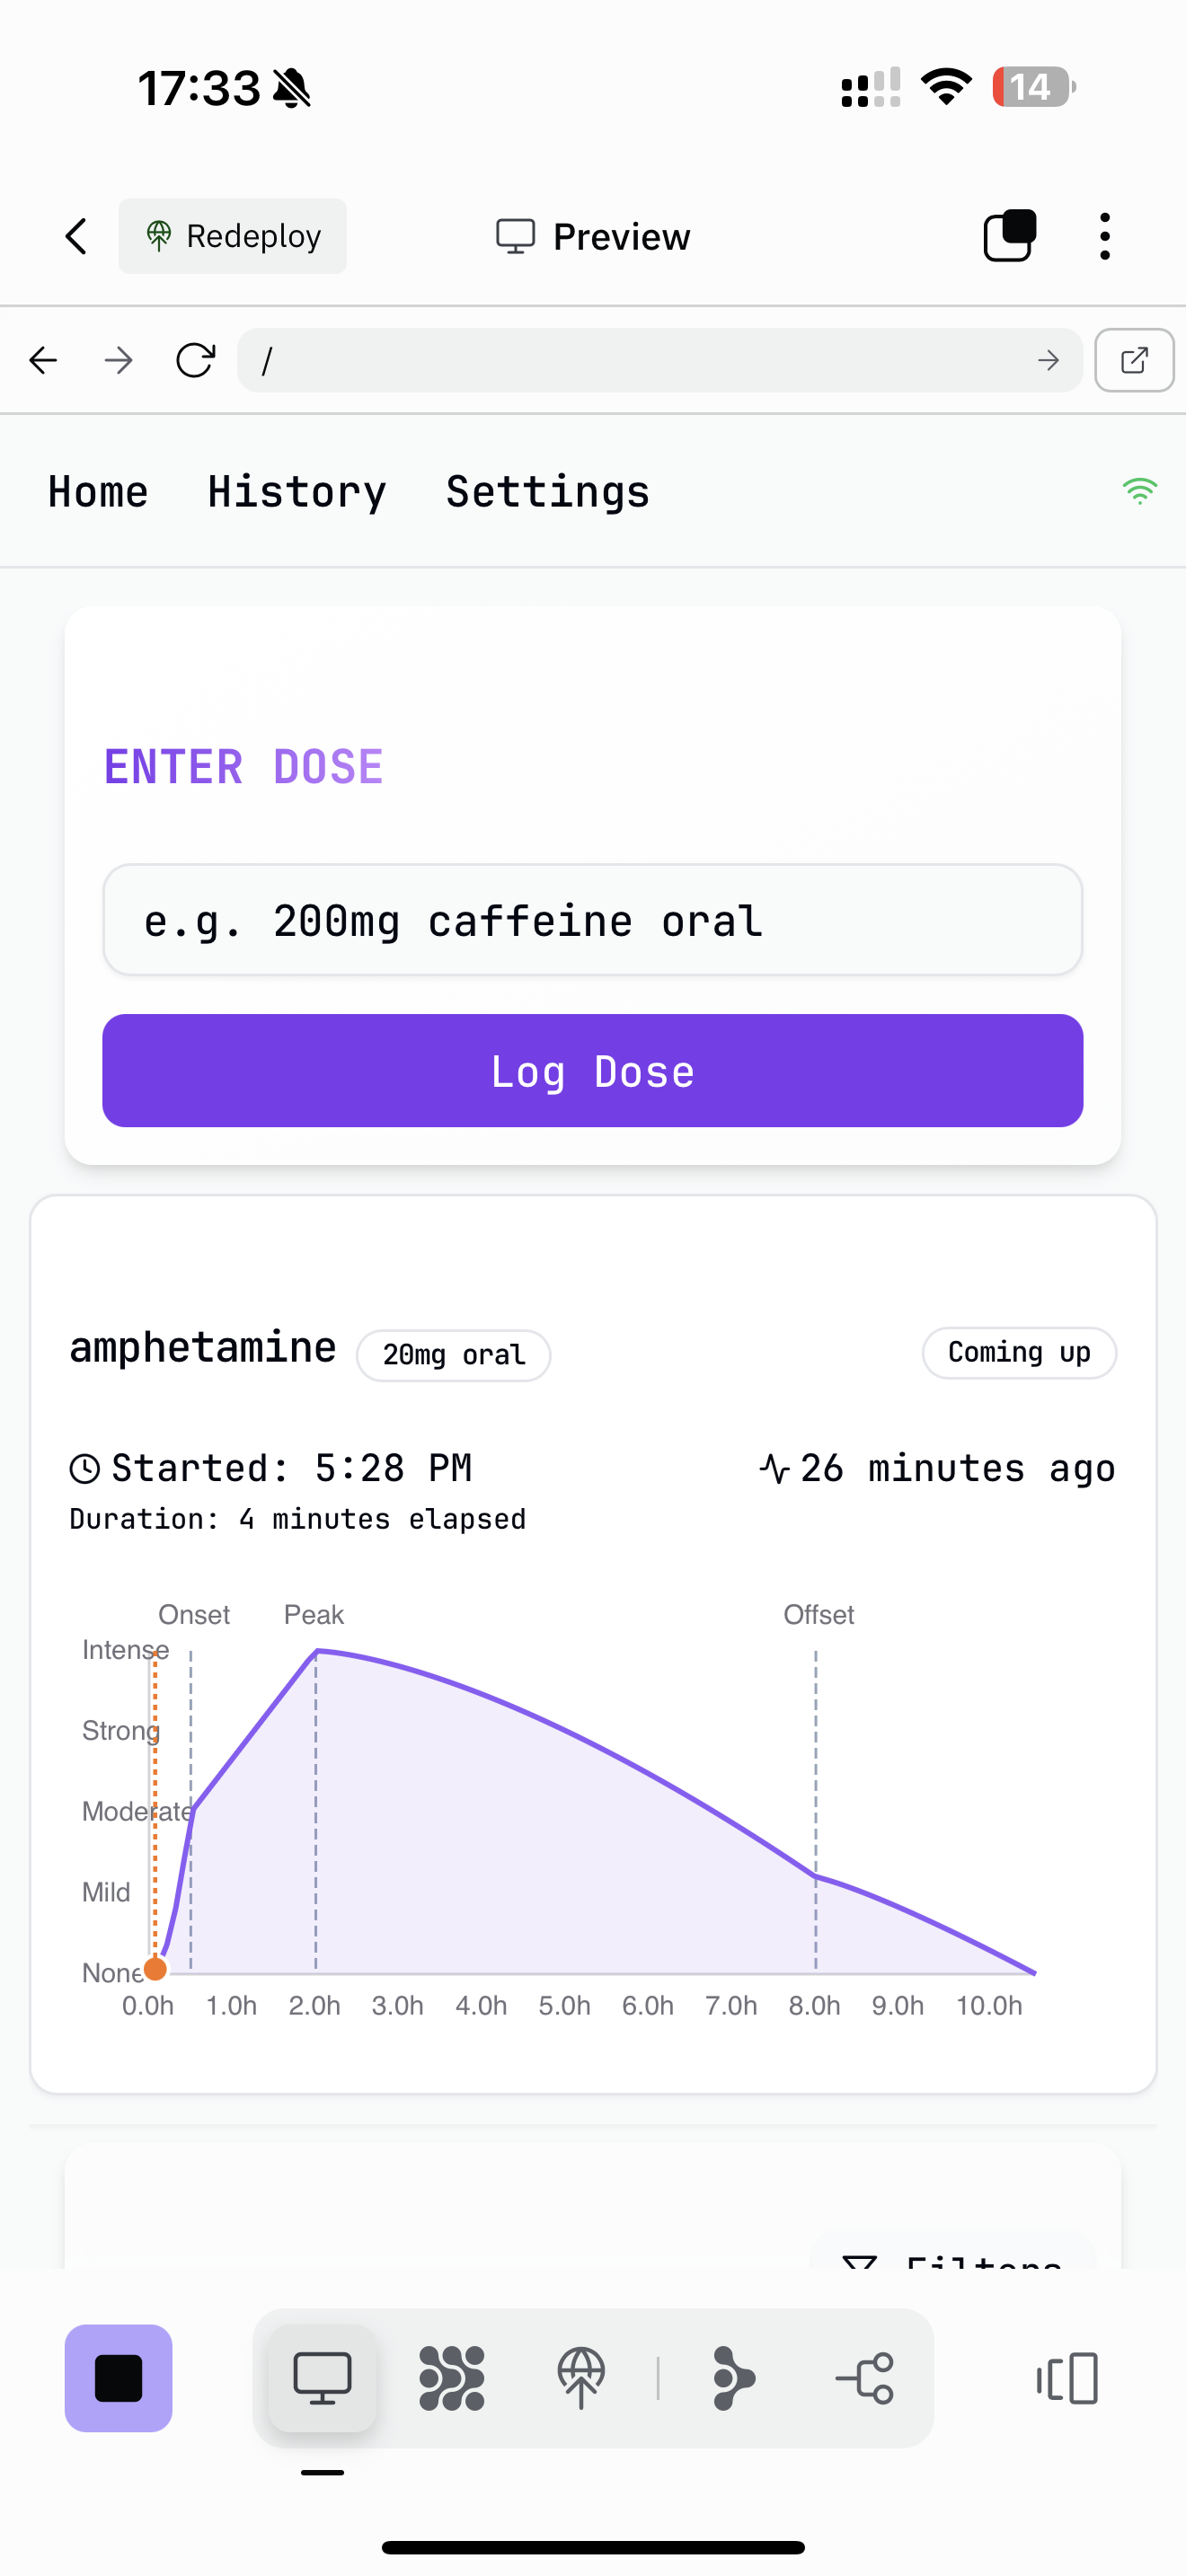 17:33
14
Redeploy
Preview
/
Home History Settings
ENTER DOSE
e.g. 200mg caffeine oral
Log Dose
amphetamine 20mg oral Coming up
Started: 5:28 PM 26 minutes ago
Duration: 4 minutes elapsed
Onset Peak Offset
Intense
Strong
Moderate
Mild
None
0.0h 1.0h 2.0h 3.0h 4.0h 5.0h 6.0h 7.0h 8.0h 9.0h 10.0h
Filters